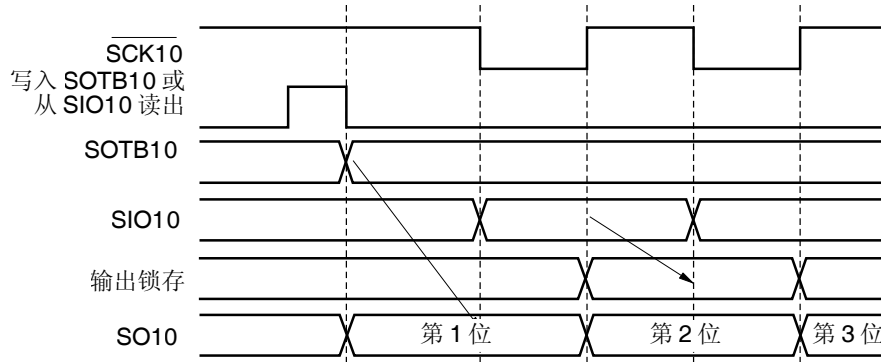 SCK10
写入 SOTB10 或
从 SIO10 读出
SOTB10
SIO10
输出锁存
SO10
第 1 位
第 2 位
第 3 位